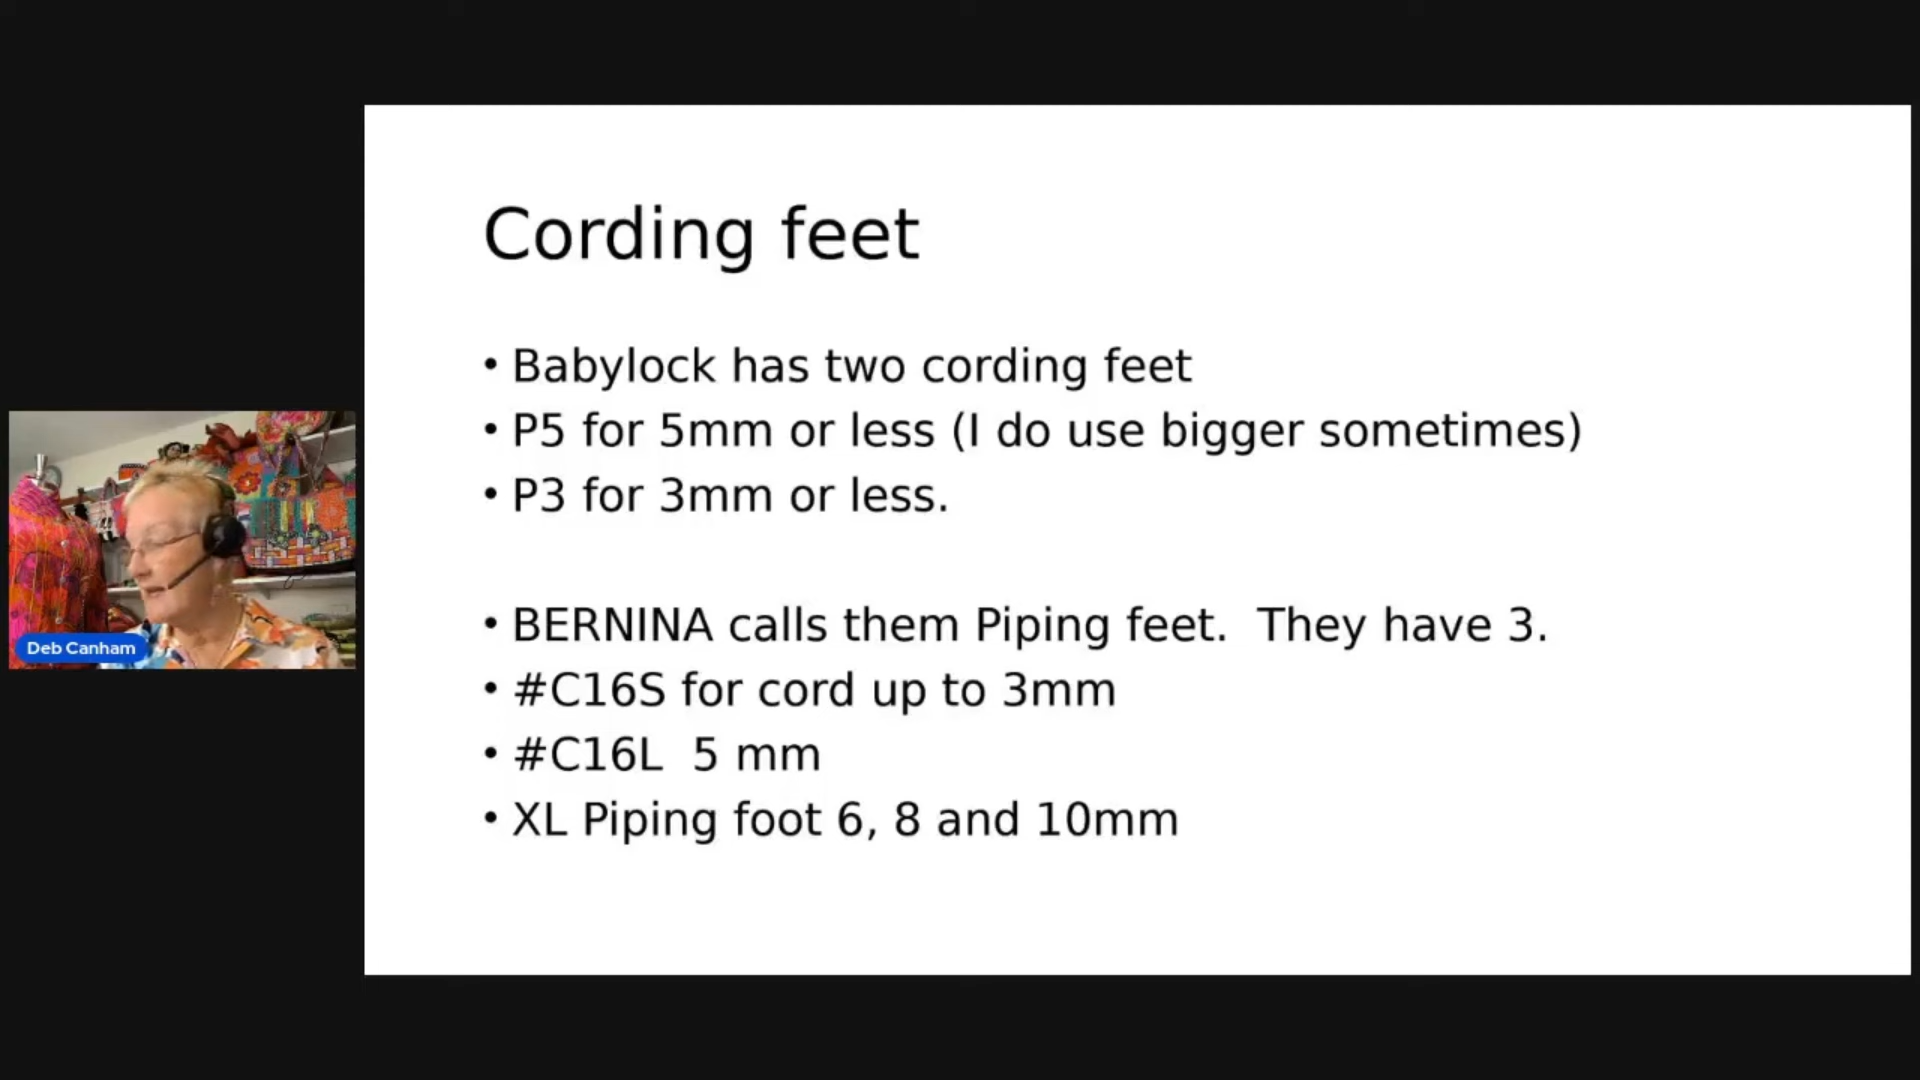 Cording feet
• Babylock has two cording feet
• P5 for 5mm or less (I do use bigger sometimes)
• P3 for 3mm or less.
• BERNINA calls them Piping feet.  They have 3.
• #C16S for cord up to 3mm
• #C16L  5 mm
• XL Piping foot 6, 8 and 10mm
Deb Canham